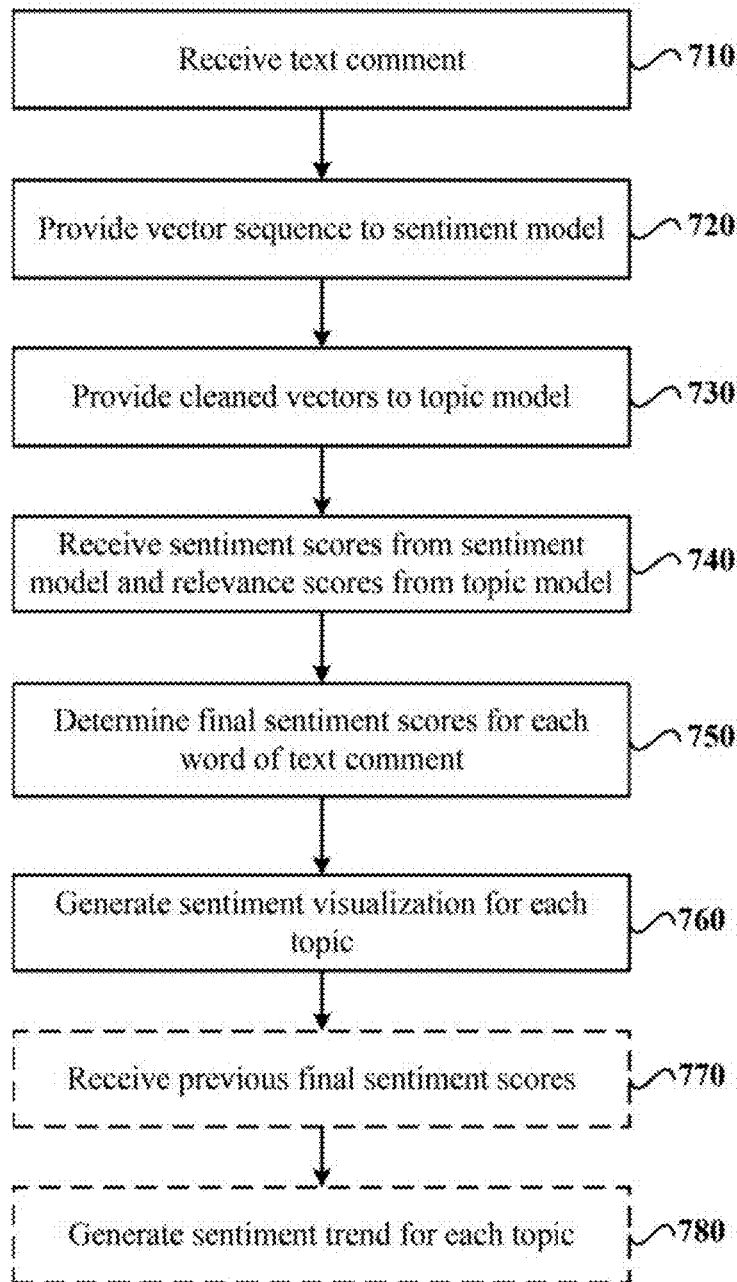 Receive text comment
710
Provide vector sequence to sentiment model
720
Provide cleaned vectors to topic model
730
Receive sentiment scores from sentiment
model and relevance scores from topic model
740
Determine final sentiment scores for each
word of text comment
750
Generate sentiment visualization for each
topic
760
Receive previous final sentiment scores
770
Generate sentiment trend for each topic
780